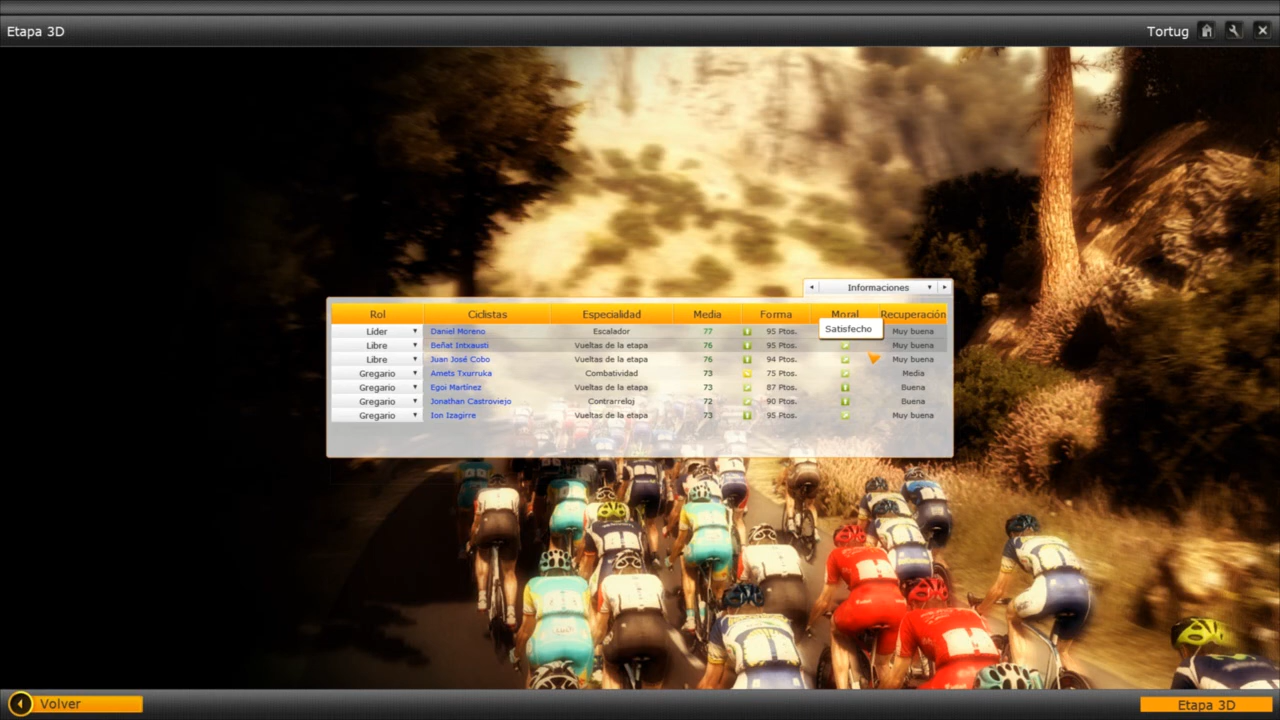 Etapa 3D Tortug
Informaciones
Rol Ciclistas Especialidad Media Forma Moral Recuperación
Satisfecho
Líder Daniel Moreno Escalador 77 95 Ptos. Muy buena
Libre Beñat Intxausti Vueltas de la etapa 76 95 Ptos. Muy buena
Libre Juan José Cobo Vueltas de la etapa 76 94 Ptos. Muy buena
Gregario Amets Txurruka Combatividad 73 75 Ptos. Media
Gregario Egoi Martínez Vueltas de la etapa 73 87 Ptos. Buena
Gregario Jonathan Castroviejo Contrarreloj 72 90 Ptos. Buena
Gregario Ion Izagirre Vueltas de la etapa 73 95 Ptos. Muy buena
Volver Etapa 3D